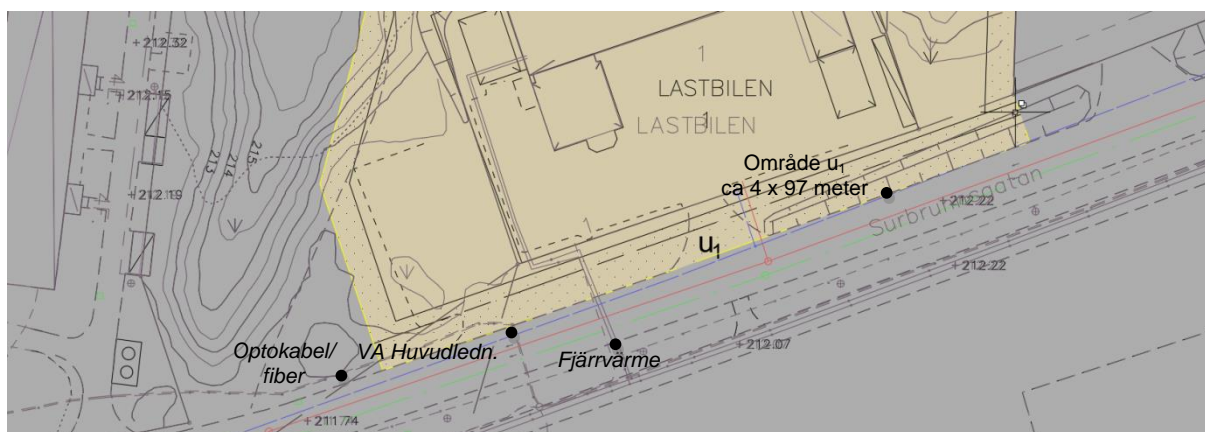 +212.32
1
LASTBILEN
+212.15
LASTBILEN
1
213
214
215
Område u₁
ca 4 x 97 meter
+212.19
+212.22
Surbrunnsgatan
1
u₁
+212.22
Optokabel/
fiber
VA Huvudledn.
Fjärrvärme
+212.07
+211.74